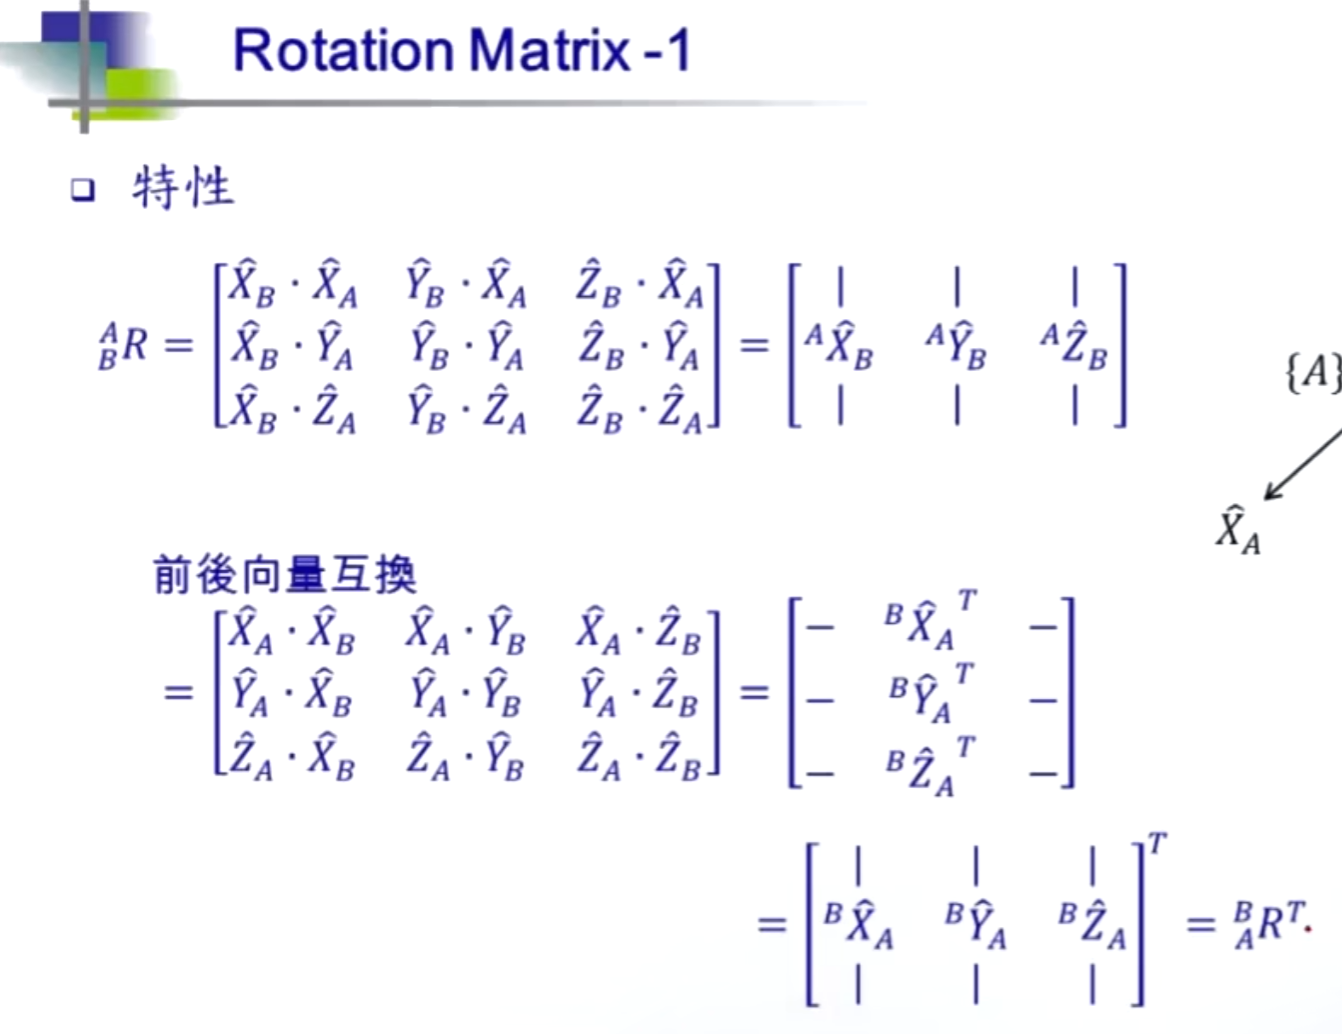 Rotation Matrix -1
❑ 特性
$^A_BR = \begin{bmatrix} \hat{X}_B \cdot \hat{X}_A & \hat{Y}_B \cdot \hat{X}_A & \hat{Z}_B \cdot \hat{X}_A \\ \hat{X}_B \cdot \hat{Y}_A & \hat{Y}_B \cdot \hat{Y}_A & \hat{Z}_B \cdot \hat{Y}_A \\ \hat{X}_B \cdot \hat{Z}_A & \hat{Y}_B \cdot \hat{Z}_A & \hat{Z}_B \cdot \hat{Z}_A \end{bmatrix} = \begin{bmatrix} | & | & | \\ ^A\hat{X}_B & ^A\hat{Y}_B & ^A\hat{Z}_B \\ | & | & | \end{bmatrix}$
{A}
$\hat{X}_A$
前後向量互換
$= \begin{bmatrix} \hat{X}_A \cdot \hat{X}_B & \hat{X}_A \cdot \hat{Y}_B & \hat{X}_A \cdot \hat{Z}_B \\ \hat{Y}_A \cdot \hat{X}_B & \hat{Y}_A \cdot \hat{Y}_B & \hat{Y}_A \cdot \hat{Z}_B \\ \hat{Z}_A \cdot \hat{X}_B & \hat{Z}_A \cdot \hat{Y}_B & \hat{Z}_A \cdot \hat{Z}_B \end{bmatrix} = \begin{bmatrix} - & ^B\hat{X}_A^T & - \\ - & ^B\hat{Y}_A^T & - \\ - & ^B\hat{Z}_A^T & - \end{bmatrix}$
$= \begin{bmatrix} | & | & | \\ ^B\hat{X}_A & ^B\hat{Y}_A & ^B\hat{Z}_A \\ | & | & | \end{bmatrix}^T = {^B_AR^T}$